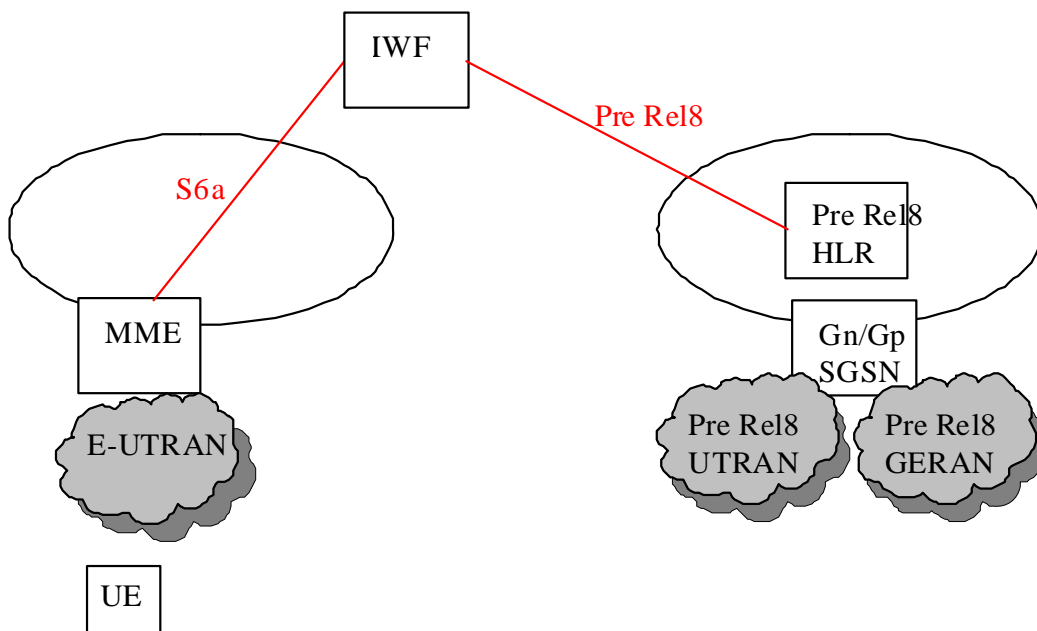 IWF
Pre Rel8
S6a
Pre Rel8
HLR
MME
Gn/Gp
SGSN
E-UTRAN
Pre Rel8
UTRAN
Pre Rel8
GERAN
UE